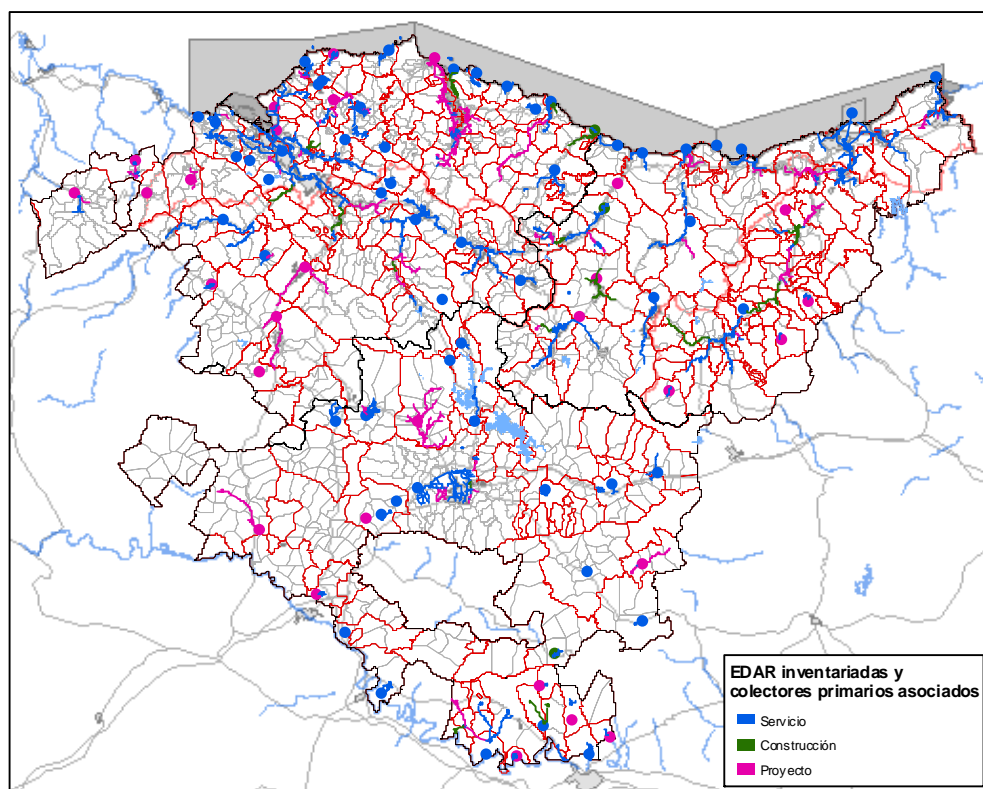 EDAR inventariadas y
colectores primarios asociados
Servicio
Construcción
Proyecto